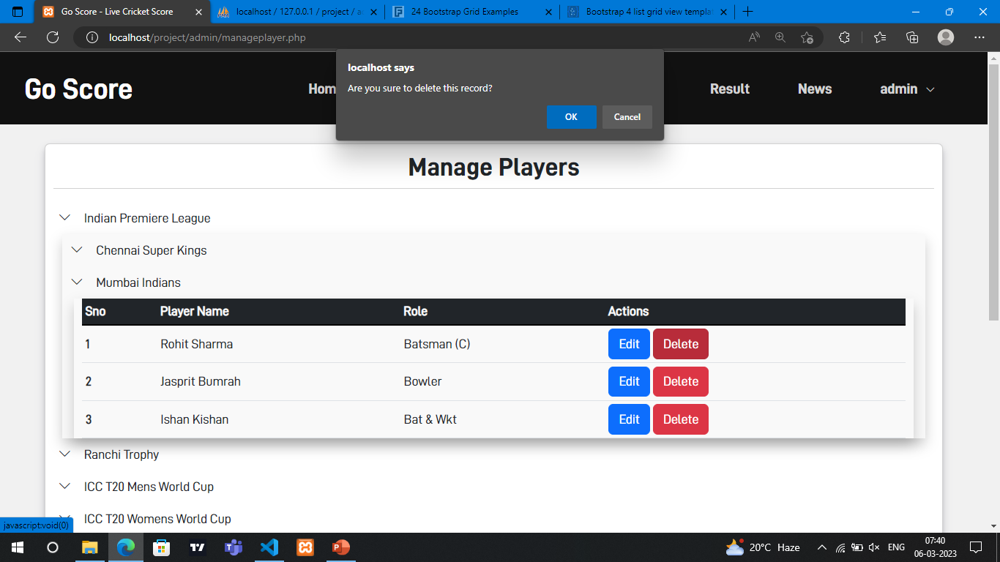 Go Score - Live Cricket Score
localhost / 127.0.0.1 / project / a
24 Bootstrap Grid Examples
Bootstrap 4 list grid view templat
localhost/project/admin/manageplayer.php
localhost says
Are you sure to delete this record?
OK Cancel
Go Score
Hom
Result
News
admin
Manage Players
Indian Premiere League
Chennai Super Kings
Mumbai Indians
Sno Player Name Role Actions
1 Rohit Sharma Batsman (C) Edit Delete
2 Jasprit Bumrah Bowler Edit Delete
3 Ishan Kishan Bat & Wkt Edit Delete
Ranchi Trophy
ICC T20 Mens World Cup
ICC T20 Womens World Cup
javascript:void(0)
20°C Haze
ENG
07:40
06-03-2023